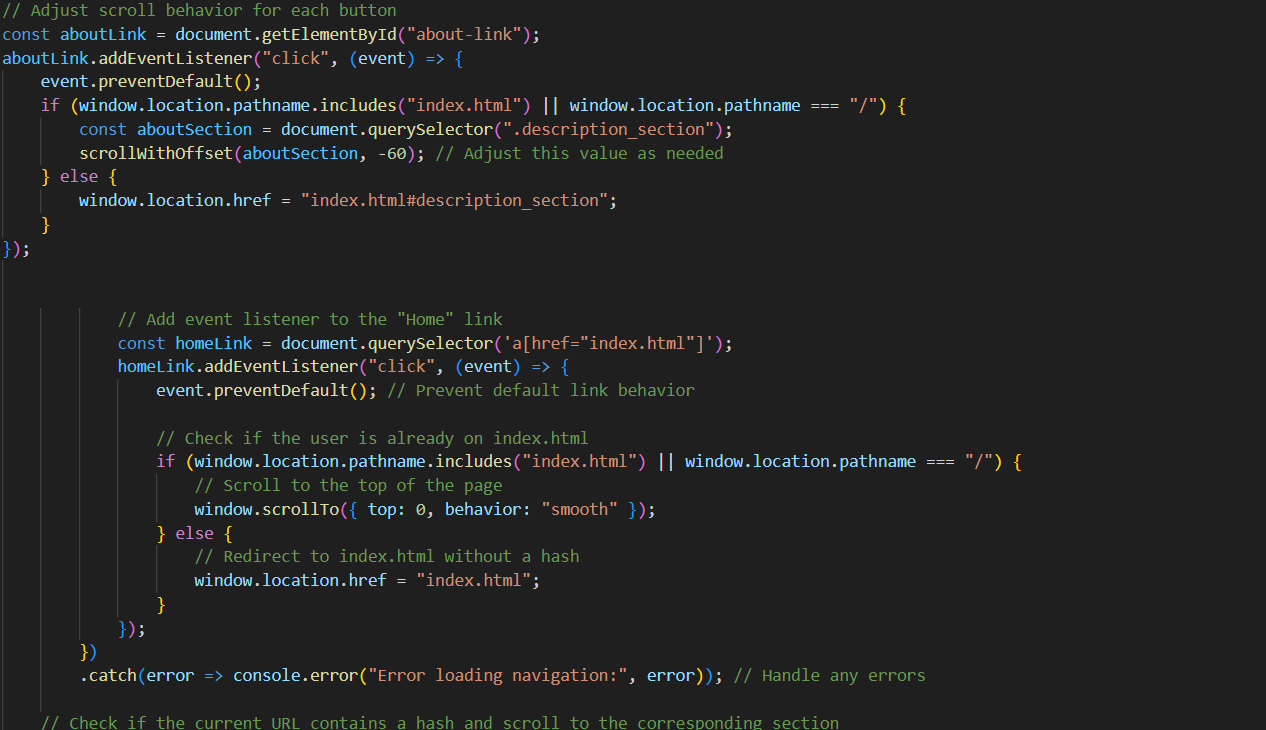 // Adjust scroll behavior for each button
const aboutLink = document.getElementById("about-link");
aboutLink.addEventListener("click", (event) => {
    event.preventDefault();
    if (window.location.pathname.includes("index.html") || window.location.pathname === "/") {
        const aboutSection = document.querySelector(".description_section");
        scrollWithOffset(aboutSection, -60); // Adjust this value as needed
    } else {
        window.location.href = "index.html#description_section";
    }
});
            // Add event listener to the "Home" link
            const homeLink = document.querySelector('a[href="index.html"]');
            homeLink.addEventListener("click", (event) => {
                event.preventDefault(); // Prevent default link behavior
                // Check if the user is already on index.html
                if (window.location.pathname.includes("index.html") || window.location.pathname === "/") {
                    // Scroll to the top of the page
                    window.scrollTo({ top: 0, behavior: "smooth" });
                } else {
                    // Redirect to index.html without a hash
                    window.location.href = "index.html";
                }
            });
        })
        .catch(error => console.error("Error loading navigation:", error)); // Handle any errors
    // Check if the current URL contains a hash and scroll to the corresponding section